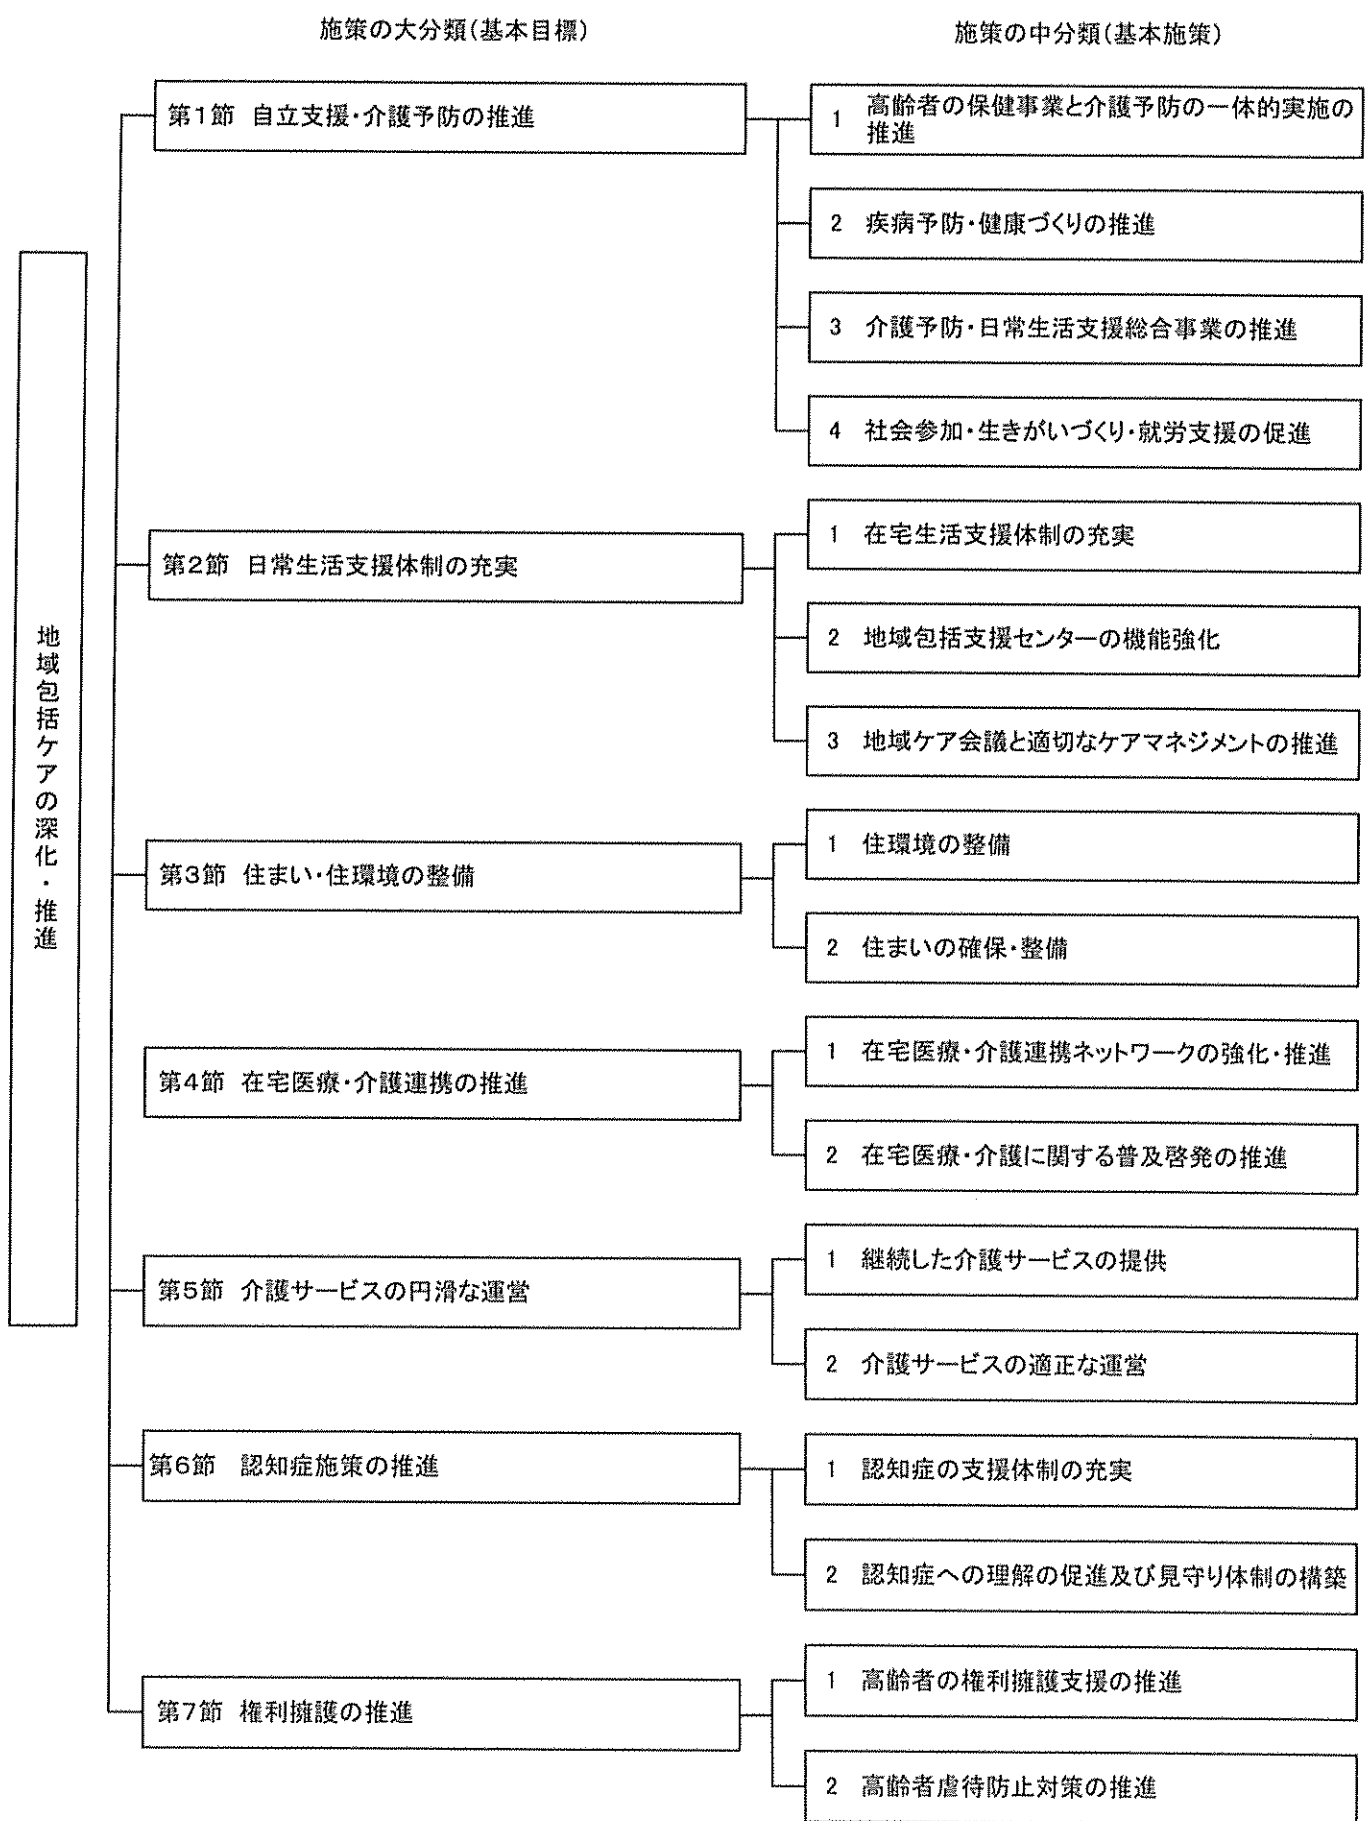 施策の大分類(基本目標)
施策の中分類(基本施策)
地域包括ケアの深化・推進
第1節 自立支援・介護予防の推進
1 高齢者の保健事業と介護予防の一体的実施の
推進
2 疾病予防・健康づくりの推進
3 介護予防・日常生活支援総合事業の推進
4 社会参加・生きがいづくり・就労支援の促進
第2節 日常生活支援体制の充実
1 在宅生活支援体制の充実
2 地域包括支援センターの機能強化
3 地域ケア会議と適切なケアマネジメントの推進
第3節 住まい・住環境の整備
1 住環境の整備
2 住まいの確保・整備
第4節 在宅医療・介護連携の推進
1 在宅医療・介護連携ネットワークの強化・推進
2 在宅医療・介護に関する普及啓発の推進
第5節 介護サービスの円滑な運営
1 継続した介護サービスの提供
2 介護サービスの適正な運営
第6節 認知症施策の推進
1 認知症の支援体制の充実
2 認知症への理解の促進及び見守り体制の構築
第7節 権利擁護の推進
1 高齢者の権利擁護支援の推進
2 高齢者虐待防止対策の推進